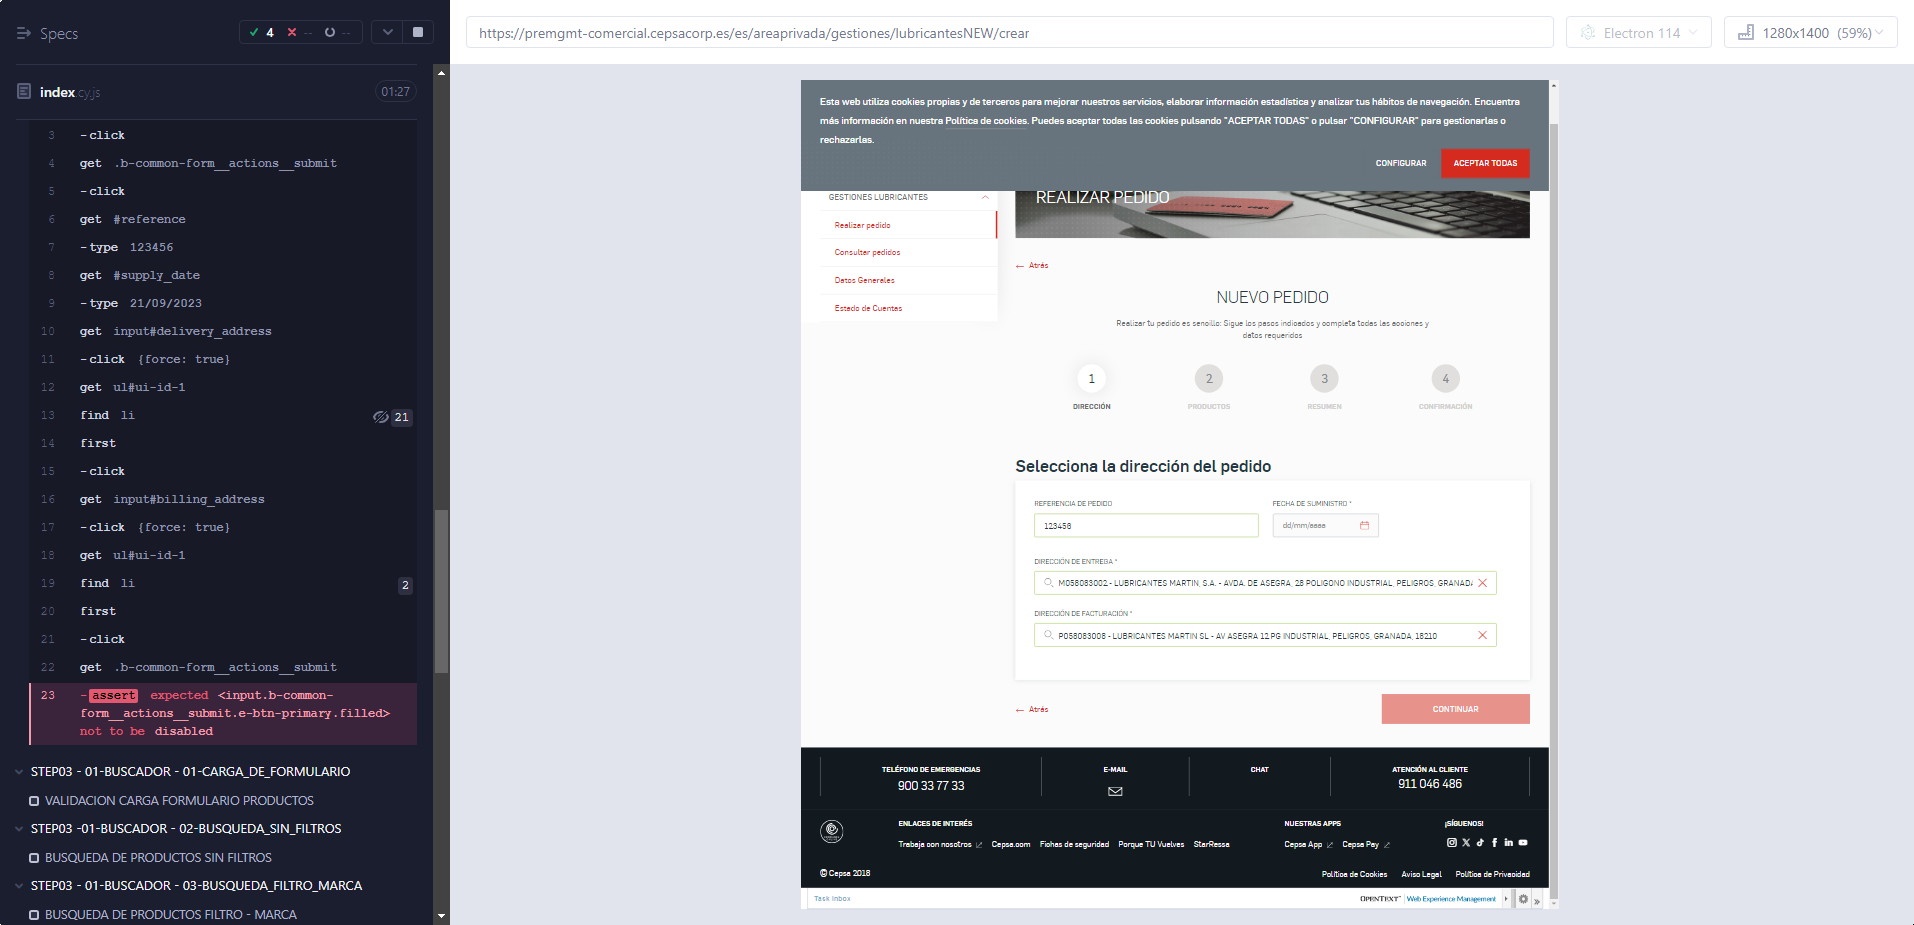 Specs
4
--
--
https://premgmt-comercial.cepsacorp.es/es/areaprivada/gestiones/lubricantesNEW/crear
Electron 114
1280x1400 (59%)
index.cy.js
01:27
3 -click
4 get .b-common-form__actions__submit
5 -click
6 get #reference
7 -type 123456
8 get #supply_date
9 -type 21/09/2023
10 get input#delivery_address
11 -click {force: true}
12 get ul#ui-id-1
13 find li 21
14 first
15 -click
16 get input#billing_address
17 -click {force: true}
18 get ul#ui-id-1
19 find li 2
20 first
21 -click
22 get .b-common-form__actions__submit
23 -assert expected <input.b-common-
form__actions__submit.e-btn-primary.filled>
not to be disabled
STEP03 - 01-BUSCADOR - 01-CARGA_DE_FORMULARIO
VALIDACION CARGA FORMULARIO PRODUCTOS
STEP03 -01-BUSCADOR - 02-BUSQUEDA_SIN_FILTROS
BUSQUEDA DE PRODUCTOS SIN FILTROS
STEP03 - 01-BUSCADOR - 03-BUSQUEDA_FILTRO_MARCA
BUSQUEDA DE PRODUCTOS FILTRO - MARCA
Esta web utiliza cookies propias y de terceros para mejorar nuestros servicios, elaborar información estadística y analizar tus hábitos de navegación. Encuentra
más información en nuestra Política de cookies. Puedes aceptar todas las cookies pulsando "ACEPTAR TODAS" o pulsar "CONFIGURAR" para gestionarlas o
rechazarlas.
CONFIGURAR
ACEPTAR TODAS
GESTIONES LUBRICANTES
Realizar pedido
Consultar pedidos
Datos Generales
Estado de Cuentas
REALIZAR PEDIDO
← Atrás
NUEVO PEDIDO
Realizar tu pedido es sencillo: Sigue los pasos indicados y completa todas las acciones y
datos requeridos
1 2 3 4
DIRECCIÓN PRODUCTOS RESUMEN CONFIRMACIÓN
Selecciona la dirección del pedido
REFERENCIA DE PEDIDO FECHA DE SUMINISTRO *
123456 dd/mm/aaaa
DIRECCIÓN DE ENTREGA *
M058083002 - LUBRICANTES MARTIN, S.A. - AVDA. DE ASEGRA, 28 POLIGONO INDUSTRIAL, PELIGROS, GRANADA
DIRECCIÓN DE FACTURACIÓN *
P058083008 - LUBRICANTES MARTIN SL - AV ASEGRA 12 PG INDUSTRIAL, PELIGROS, GRANADA, 18210
← Atrás
CONTINUAR
TELÉFONO DE EMERGENCIAS E-MAIL CHAT ATENCIÓN AL CLIENTE
900 33 77 33 911 046 486
ENLACES DE INTERÉS NUESTRAS APPS ¡SÍGUENOS!
Trabaja con nosotros Cepsa.com Fichas de seguridad Porque TU Vuelves StarRessa Cepsa App Cepsa Pay
© Cepsa 2018 Política de Cookies Aviso Legal Política de Privacidad
Task Inbox OPENTEXT™ Web Experience Management